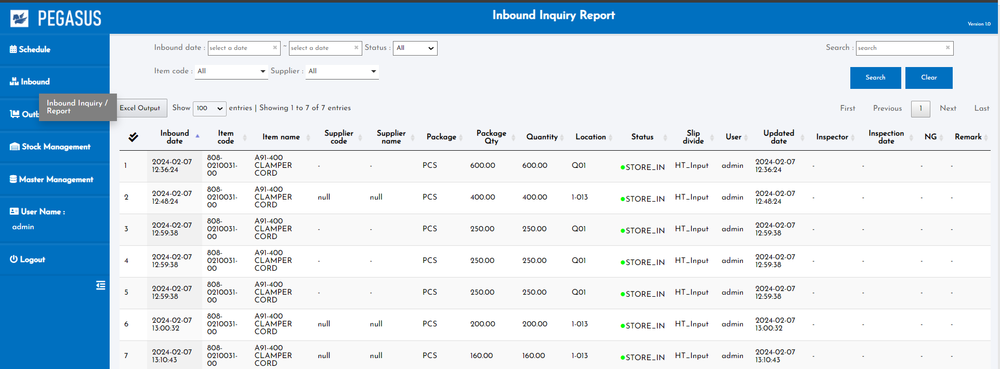 PEGASUS
Inbound Inquiry Report
Version 1.0
Schedule
Inbound
Inbound Inquiry /
Report
Outb
Stock Management
Master Management
User Name :
admin
Logout
Inbound date : select a date × ~ select a date × Status : All
Search : search ×
Item code : All Supplier : All
Search Clear
Excel Output Show 100 entries | Showing 1 to 7 of 7 entries
First Previous 1 Next Last
Inbound date Item code Item name Supplier code Supplier name Package Package Qty Quantity Location Status Slip divide User Updated date Inspector Inspection date NG Remark
1 2024-02-07 12:36:24 808-0210031-00 A91-400 CLAMPER CORD - - PCS 600.00 600.00 Q01 STORE_IN HT_Input admin 2024-02-07 12:36:24 - - - -
2 2024-02-07 12:48:24 808-0210031-00 A91-400 CLAMPER CORD null null PCS 400.00 400.00 1-013 STORE_IN HT_Input admin 2024-02-07 12:48:24 - - - -
3 2024-02-07 12:59:38 808-0210031-00 A91-400 CLAMPER CORD - - PCS 250.00 250.00 Q01 STORE_IN HT_Input admin 2024-02-07 12:59:38 - - - -
4 2024-02-07 12:59:38 808-0210031-00 A91-400 CLAMPER CORD - - PCS 250.00 250.00 Q01 STORE_IN HT_Input admin 2024-02-07 12:59:38 - - - -
5 2024-02-07 12:59:38 808-0210031-00 A91-400 CLAMPER CORD - - PCS 250.00 250.00 Q01 STORE_IN HT_Input admin 2024-02-07 12:59:38 - - - -
6 2024-02-07 13:00:32 808-0210031-00 A91-400 CLAMPER CORD null null PCS 200.00 200.00 1-013 STORE_IN HT_Input admin 2024-02-07 13:00:32 - - - -
7 2024-02-07 13:10:43 808-0210031-00 A91-400 CLAMPER CORD null null PCS 160.00 160.00 1-013 STORE_IN HT_Input admin 2024-02-07 13:10:43 - - - -